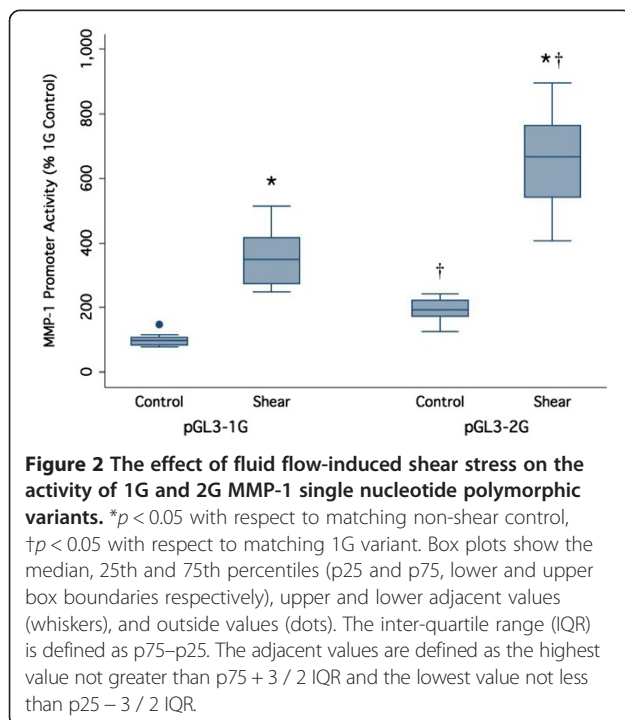 1,000
800
600
400
200
0
MMP-1 Promoter Activity (% 1G Control)
*
†
* †
Control Shear Control Shear
pGL3-1G pGL3-2G
Figure 2 The effect of fluid flow-induced shear stress on the
activity of 1G and 2G MMP-1 single nucleotide polymorphic
variants. *p < 0.05 with respect to matching non-shear control,
†p < 0.05 with respect to matching 1G variant. Box plots show the
median, 25th and 75th percentiles (p25 and p75, lower and upper
box boundaries respectively), upper and lower adjacent values
(whiskers), and outside values (dots). The inter-quartile range (IQR)
is defined as p75–p25. The adjacent values are defined as the highest
value not greater than p75 + 3 / 2 IQR and the lowest value not less
than p25 − 3 / 2 IQR.